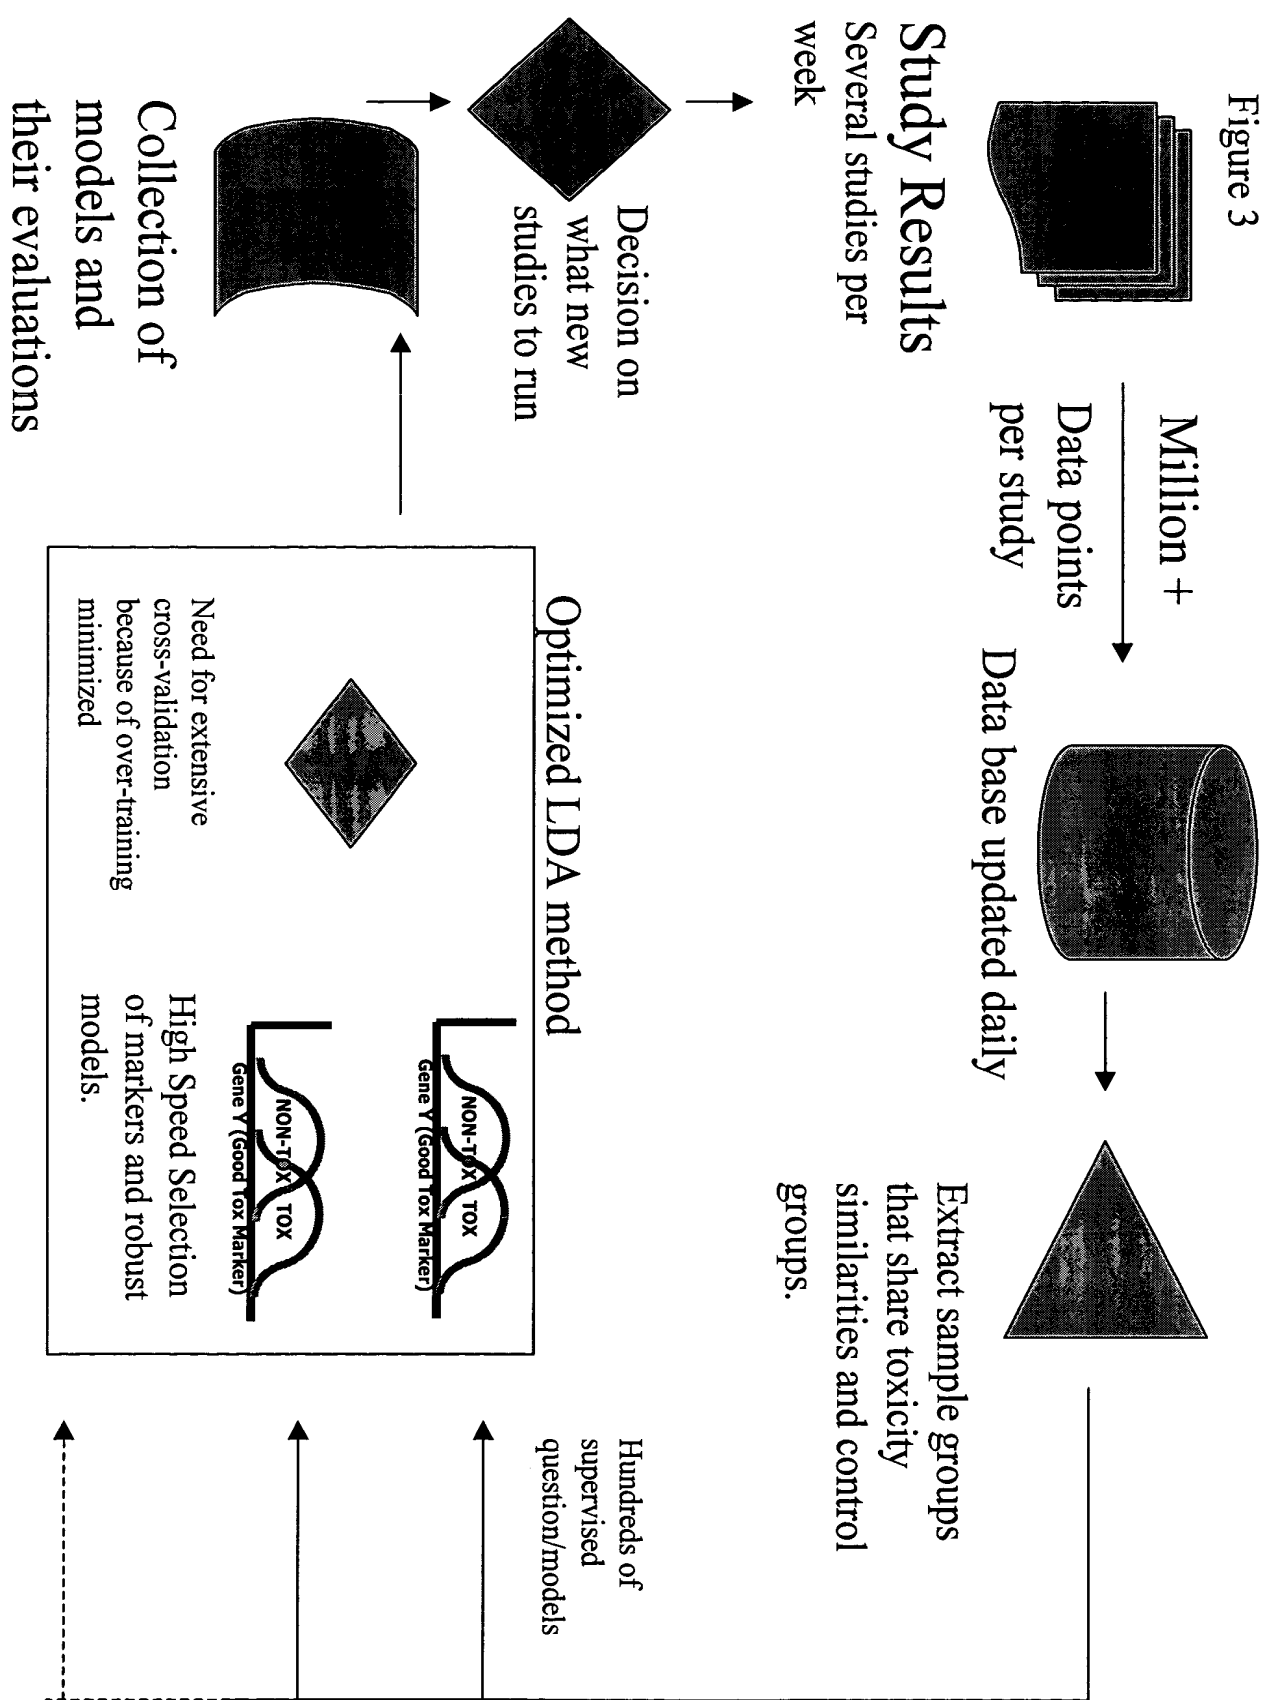 Figure 3
Study Results
Several studies per
week
Million +
Data points
per study
Data base updated daily
Extract sample groups
that share toxicity
similarities and control
groups.
Hundreds of
supervised
question/models
Optimized LDA method
NON-TOX TOX
Gene Y (Good Tox Marker)
NON-TOX TOX
Gene Y (Good Tox Marker)
High Speed Selection
of markers and robust
models.
Need for extensive
cross-validation
because of over-training
minimized
Collection of
models and
their evaluations
Decision on
what new
studies to run